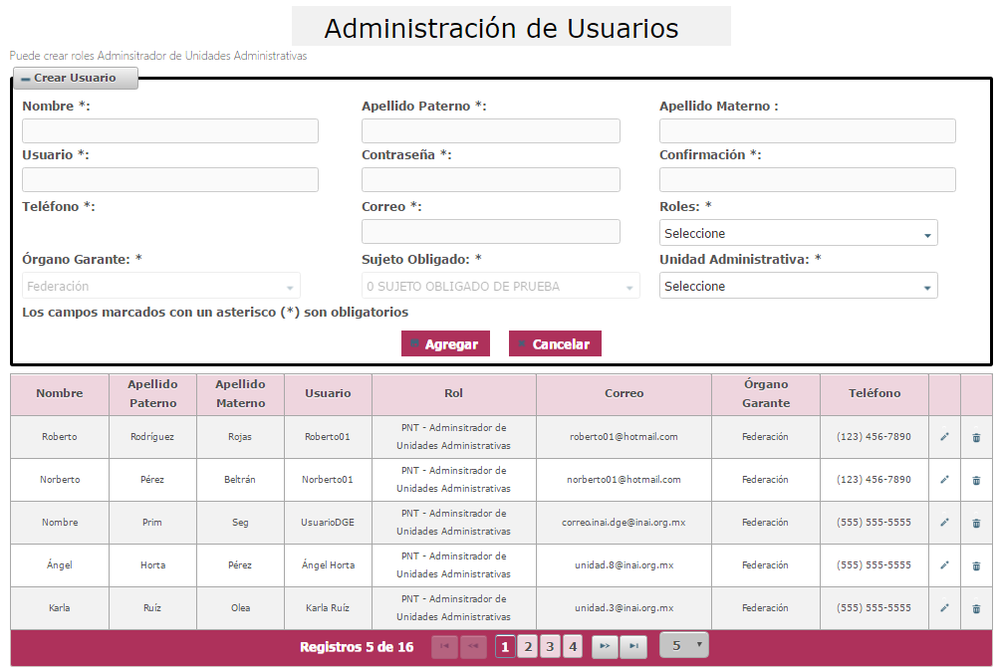 Administración de Usuarios
Puede crear roles Adminsitrador de Unidades Administrativas
Crear Usuario
Nombre *: Apellido Paterno *: Apellido Materno :
Usuario *: Contraseña *: Confirmación *:
Teléfono *: Correo *: Roles: *
Seleccione
Órgano Garante: * Sujeto Obligado: * Unidad Administrativa: *
Federación 0 SUJETO OBLIGADO DE PRUEBA Seleccione
Los campos marcados con un asterisco (*) son obligatorios
Agregar Cancelar
Nombre Apellido Paterno Apellido Materno Usuario Rol Correo Órgano Garante Teléfono
Roberto Rodríguez Rojas Roberto01 PNT - Adminsitrador de Unidades Administrativas roberto01@hotmail.com Federación (123) 456-7890
Norberto Pérez Beltrán Norberto01 PNT - Adminsitrador de Unidades Administrativas norberto01@hotmail.com Federación (123) 456-7890
Nombre Prim Seg UsuarioDGE PNT - Adminsitrador de Unidades Administrativas correo.inai.dge@inai.org.mx Federación (555) 555-5555
Ángel Horta Pérez Ángel Horta PNT - Adminsitrador de Unidades Administrativas unidad.8@inai.org.mx Federación (555) 555-5555
Karla Ruíz Olea Karla Ruíz PNT - Adminsitrador de Unidades Administrativas unidad.3@inai.org.mx Federación (555) 555-5555
Registros 5 de 16 1 2 3 4 5